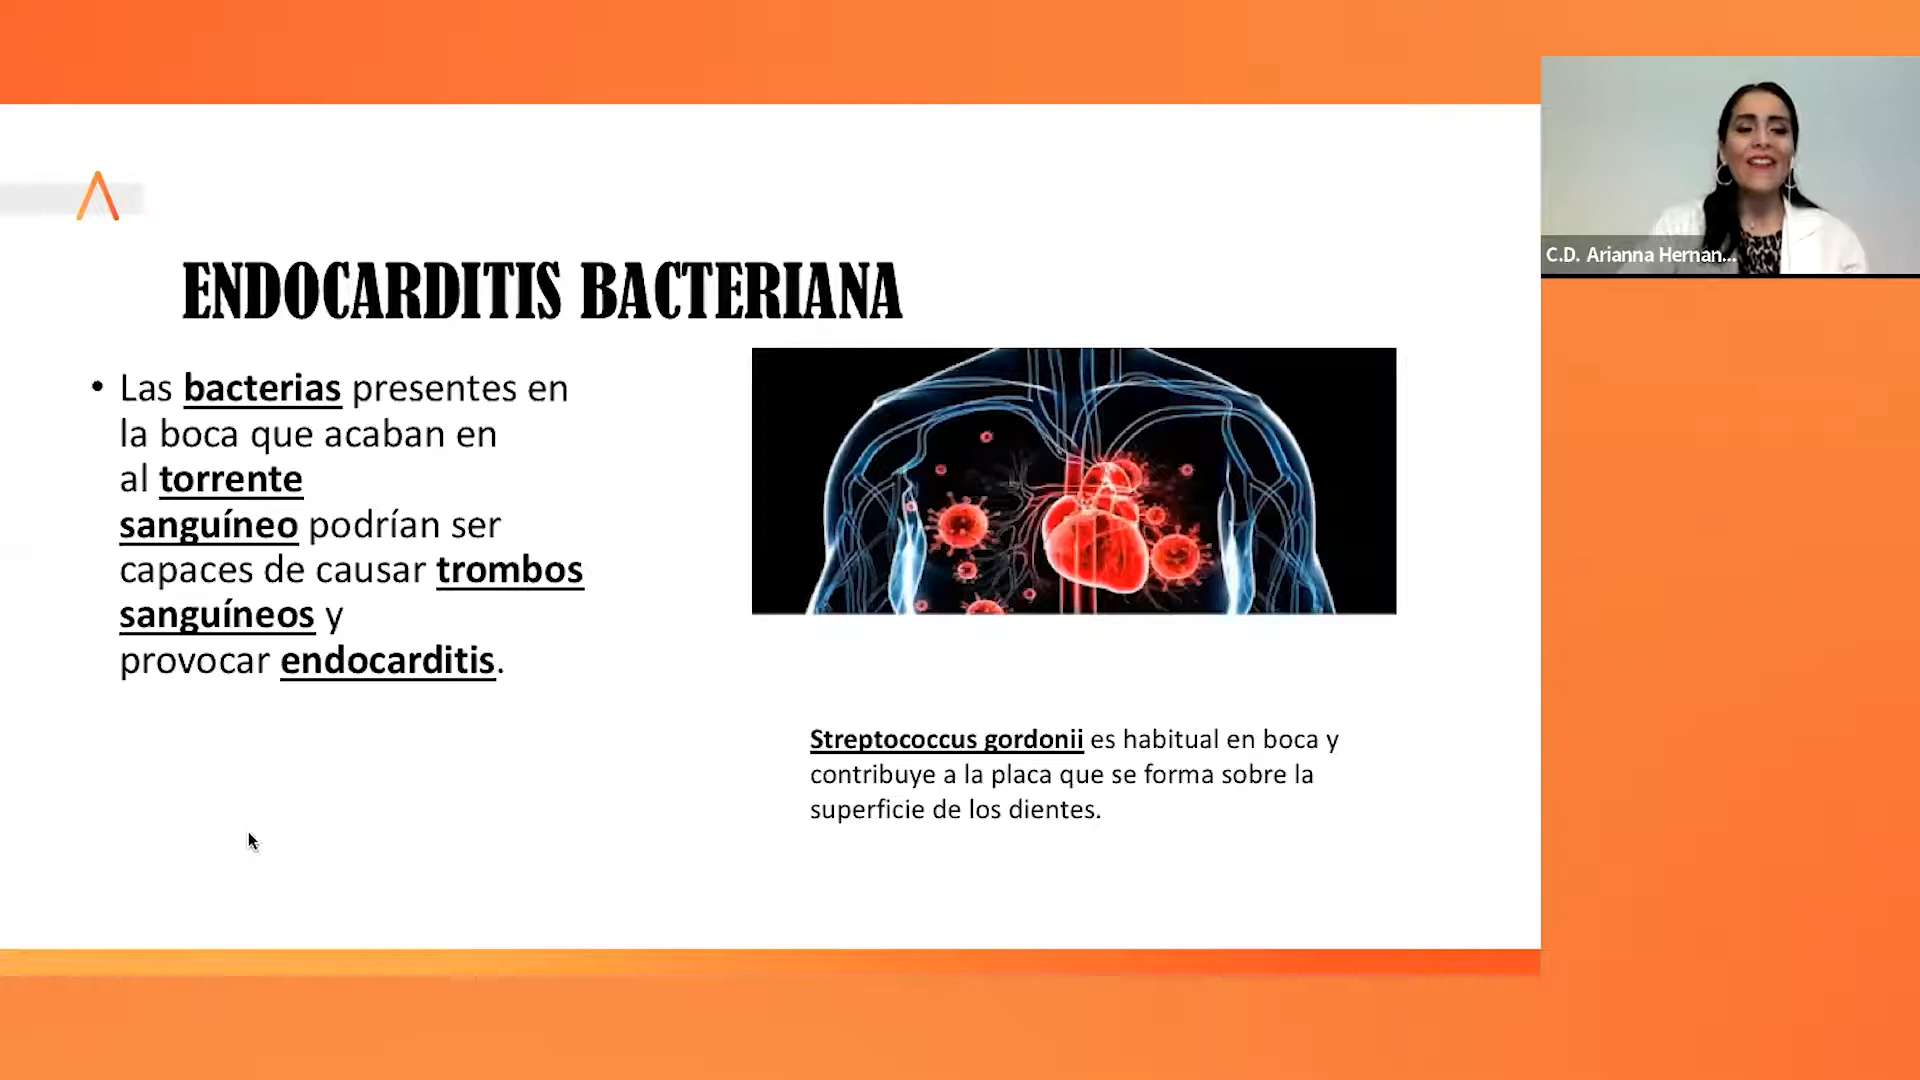 C.D. Arianna Hernan...
ENDOCARDITIS BACTERIANA
• Las bacterias presentes en
la boca que acaban en
al torrente
sanguíneo podrían ser
capaces de causar trombos
sanguíneos y
provocar endocarditis.
Streptococcus gordonii es habitual en boca y
contribuye a la placa que se forma sobre la
superficie de los dientes.